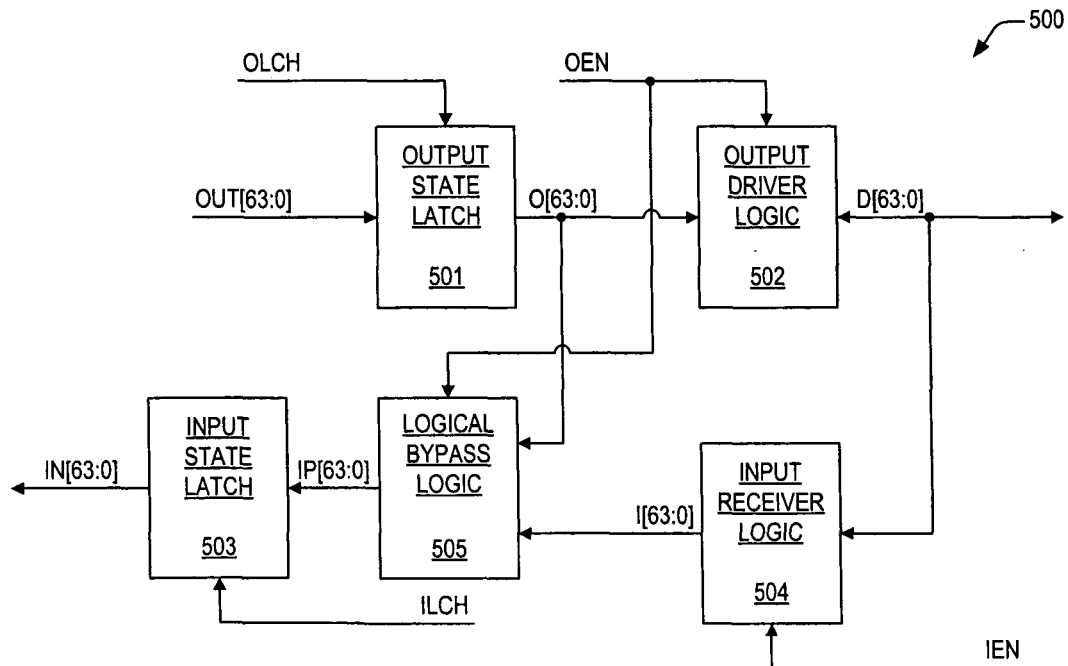 500
OLCH
OEN
OUTPUT
STATE
LATCH
501
OUTPUT
DRIVER
LOGIC
502
OUT[63:0]
O[63:0]
D[63:0]
INPUT
STATE
LATCH
503
LOGICAL
BYPASS
LOGIC
505
INPUT
RECEIVER
LOGIC
504
IN[63:0]
IP[63:0]
I[63:0]
ILCH
IEN